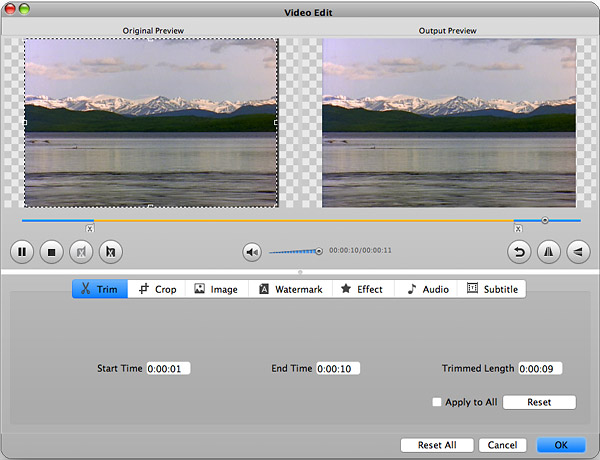 Video Edit
Original Preview Output Preview
X X
00:00:10/00:00:11
Trim Crop Image Watermark Effect Audio Subtitle
Start Time 0:00:01 End Time 0:00:10 Trimmed Length 0:00:09
Apply to All Reset
Reset All Cancel OK